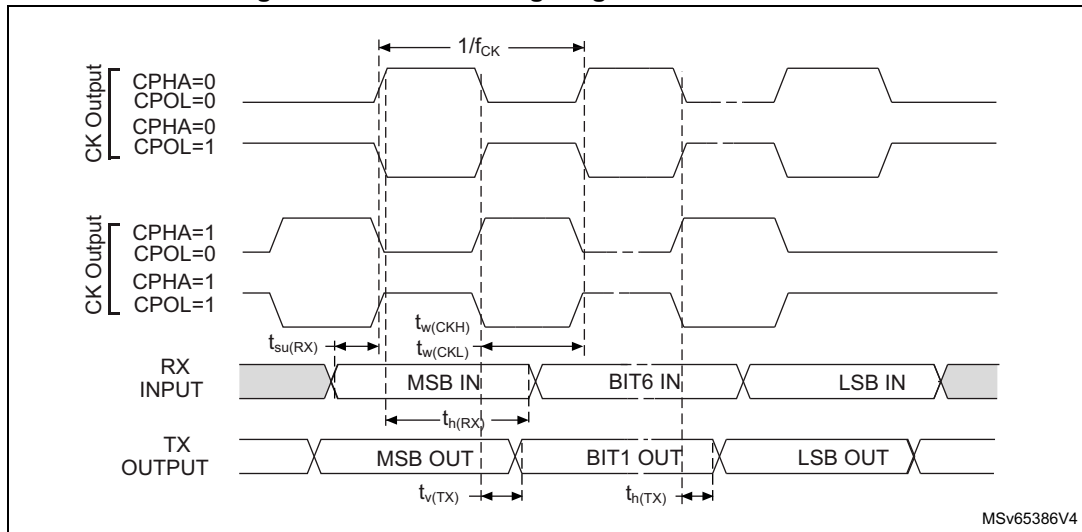 1/fCK
CK Output
CPHA=0
CPOL=0
CPHA=0
CPOL=1
CK Output
CPHA=1
CPOL=0
CPHA=1
CPOL=1
tsu(RX)
tw(CKH)
tw(CKL)
RX
INPUT
MSB IN
BIT6 IN
LSB IN
th(RX)
TX
OUTPUT
MSB OUT
BIT1 OUT
LSB OUT
tv(TX)
th(TX)
MSv65386V4